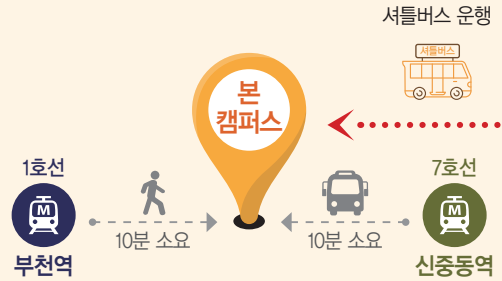 셔틀버스 운행
셔틀버스
본
캠퍼스
1호선
M
부천역
10분 소요
10분 소요
7호선
M
신중동역